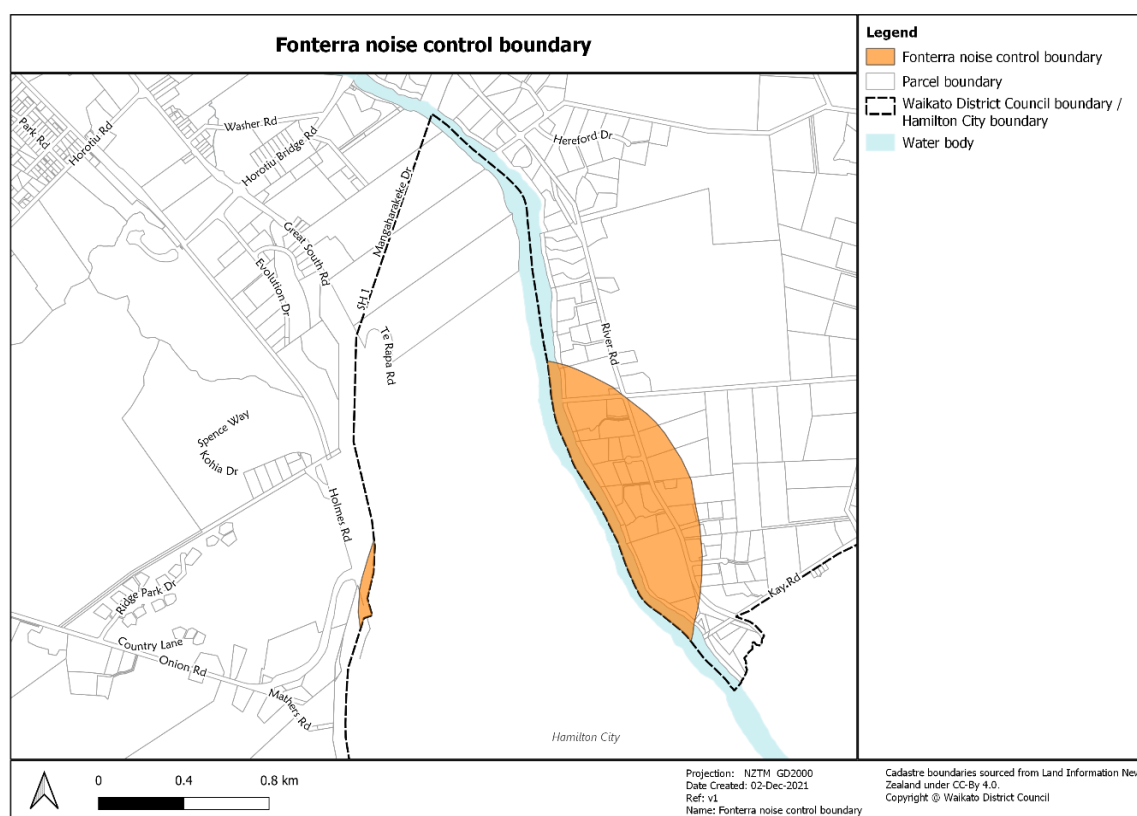 Fonterra noise control boundary
Legend
Fonterra noise control boundary
Parcel boundary
Waikato District Council boundary /
Hamilton City boundary
Water body
Park Rd
Horotiu Rd
Washer Rd
Horotiu Bridge Rd
Hereford Dr
Mangaharakeke Dr
Great South Rd
Evolution Dr
SH 1
Te Rapa Rd
River Rd
Spence Way
Kohia Dr
Holmes Rd
Ridge Park Dr
Kay Rd
Country Lane
Onion Rd
Mathers Rd
Hamilton City
0 0.4 0.8 km
Projection: NZTM GD2000
Date Created: 02-Dec-2021
Ref: v1
Name: Fonterra noise control boundary
Cadastre boundaries sourced from Land Information New
Zealand under CC-By 4.0.
Copyright @ Waikato District Council